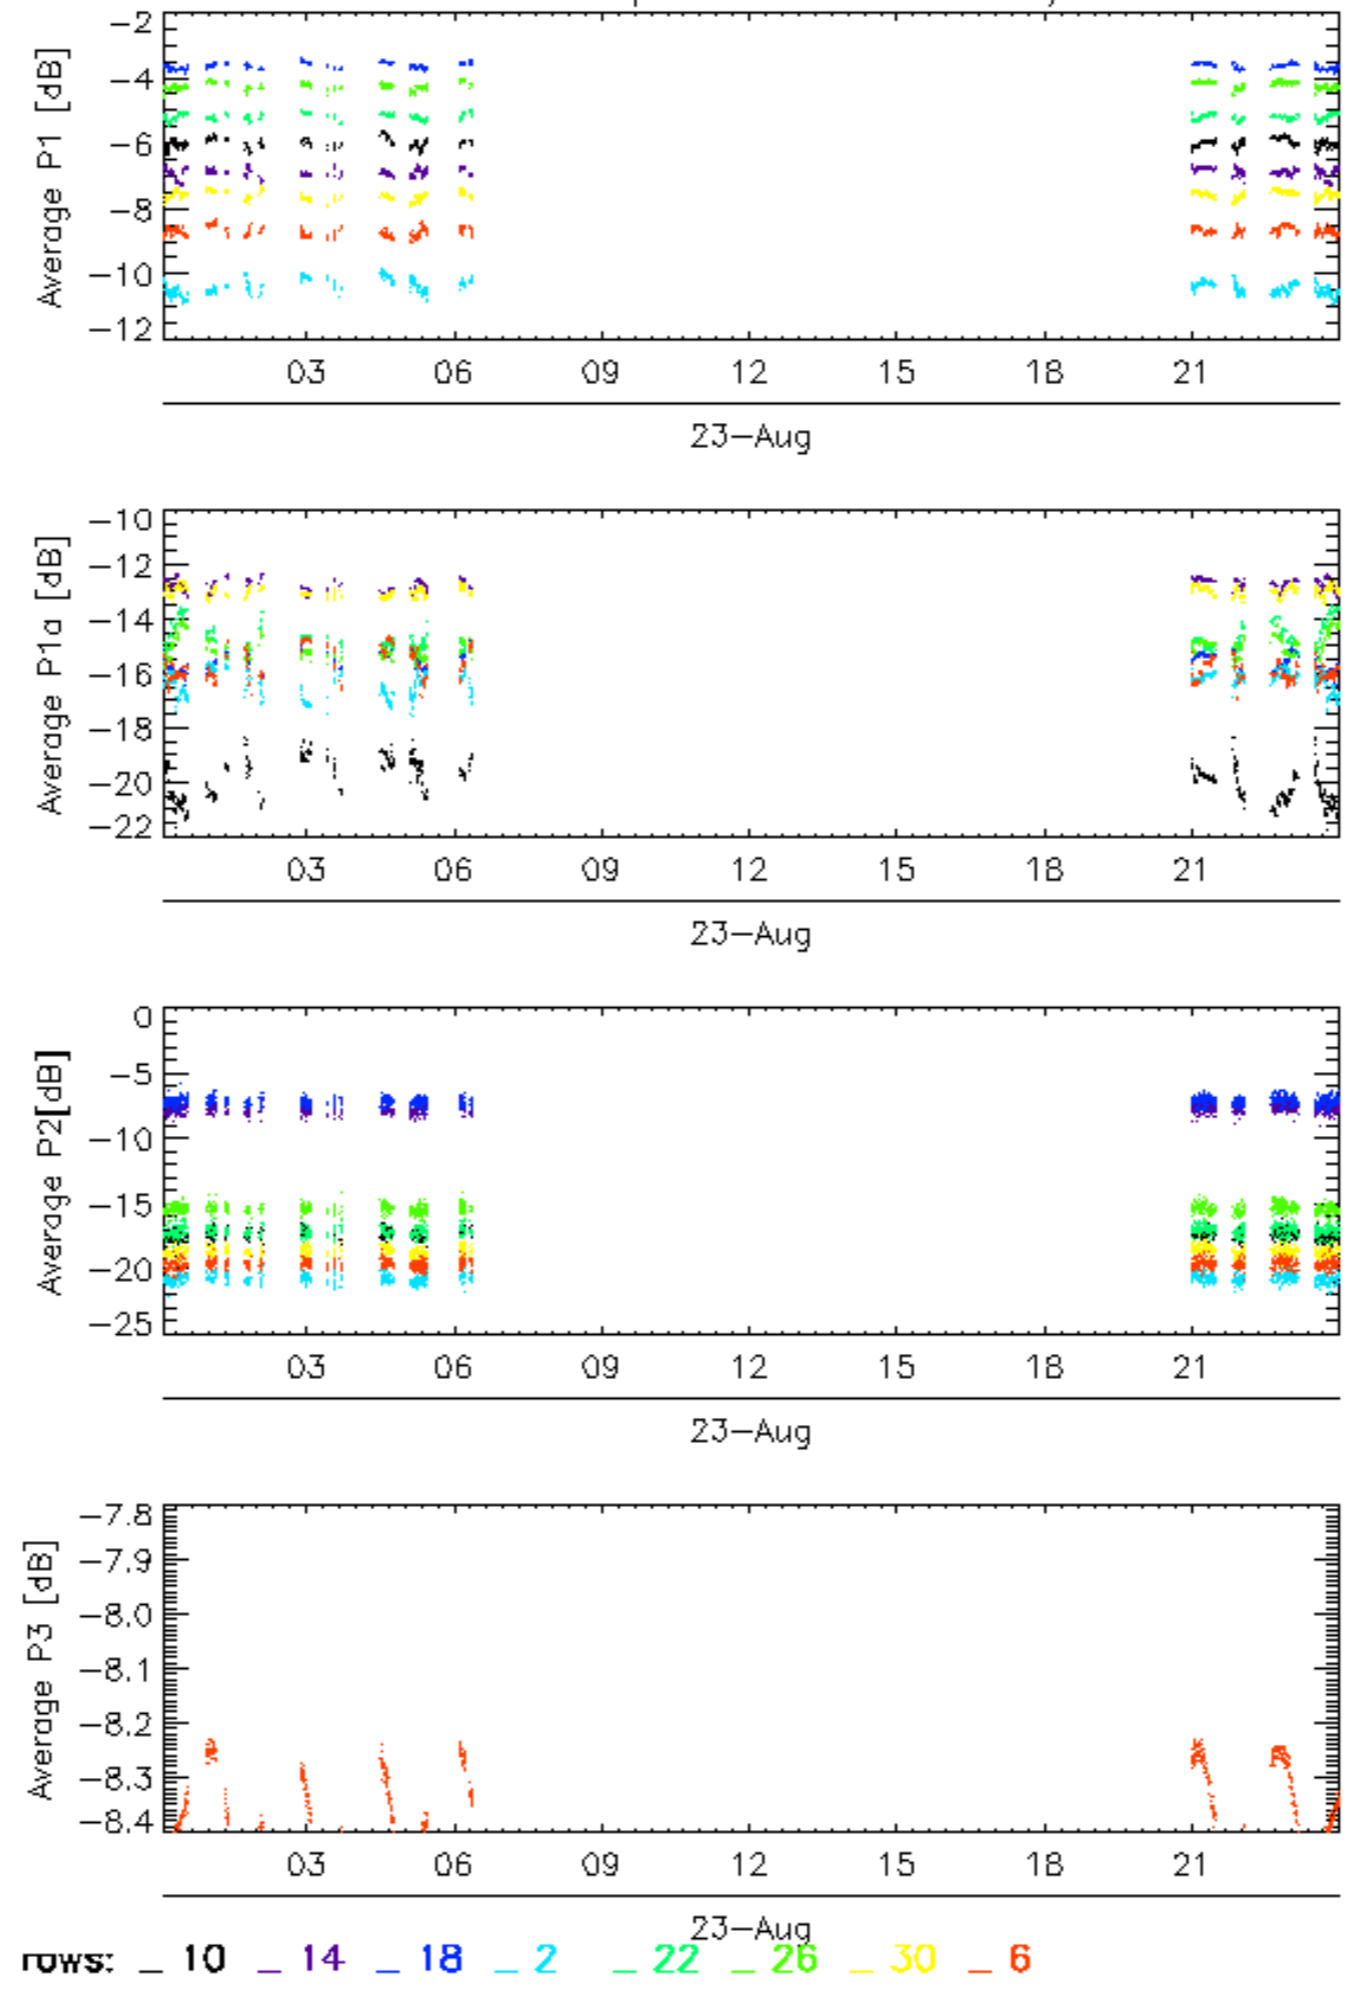 Average P1 [dB]
-2
-4
-6
-8
-10
-12
03 06 09 12 15 18 21
23-Aug
Average P1a [dB]
-10
-12
-14
-16
-18
-20
-22
03 06 09 12 15 18 21
23-Aug
Average P2[dB]
0
-5
-10
-15
-20
-25
03 06 09 12 15 18 21
23-Aug
Average P3 [dB]
-7.8
-7.9
-8.0
-8.1
-8.2
-8.3
-8.4
03 06 09 12 15 18 21
23-Aug
rows: _ 10 _ 14 _ 18 _ 2 _ 22 _ 26 _ 30 _ 6